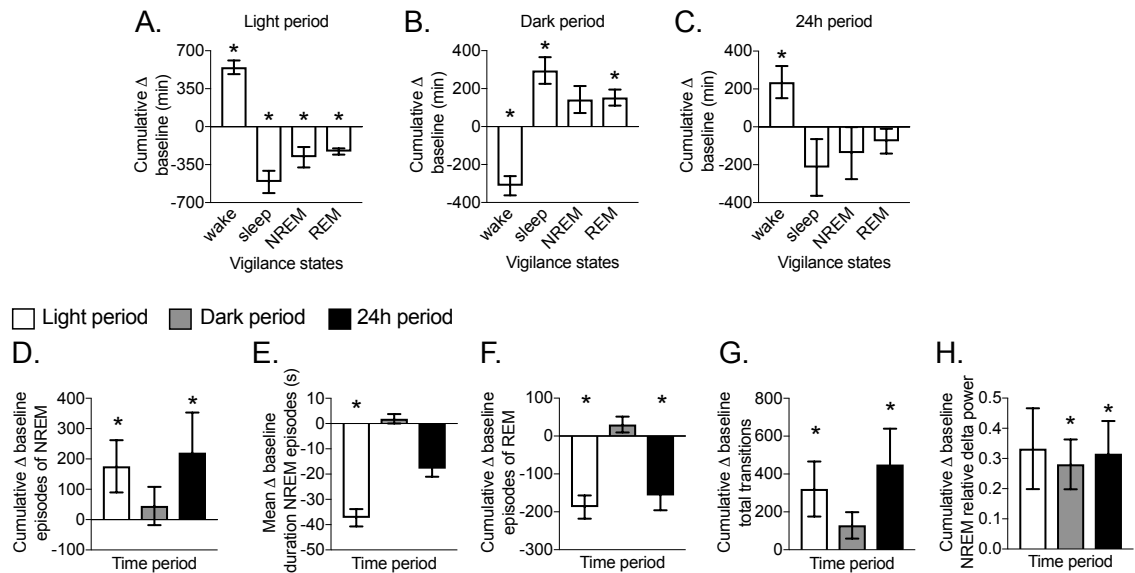 A.
Light period
Cumulative Δ
baseline (min)
700
350
0
-350
-700
*
*
*
*
wake
sleep
NREM
REM
Vigilance states
B.
Dark period
Cumulative Δ
baseline (min)
400
200
0
-200
-400
*
*
*
wake
sleep
NREM
REM
Vigilance states
C.
24h period
Cumulative Δ
baseline (min)
400
200
0
-200
-400
*
wake
sleep
NREM
REM
Vigilance states
Light period
Dark period
24h period
D.
Cumulative Δ baseline
episodes of NREM
400
300
200
100
0
-100
*
*
Time period
E.
Mean Δ baseline
duration NREM episodes (s)
10
0
-10
-20
-30
-40
-50
*
Time period
F.
Cumulative Δ baseline
episodes of REM
100
0
-100
-200
-300
*
*
Time period
G.
Cumulative Δ baseline
total transitions
800
600
400
200
0
*
*
Time period
H.
Cumulative Δ baseline
NREM relative delta power
0.5
0.4
0.3
0.2
0.1
0.0
*
*
Time period